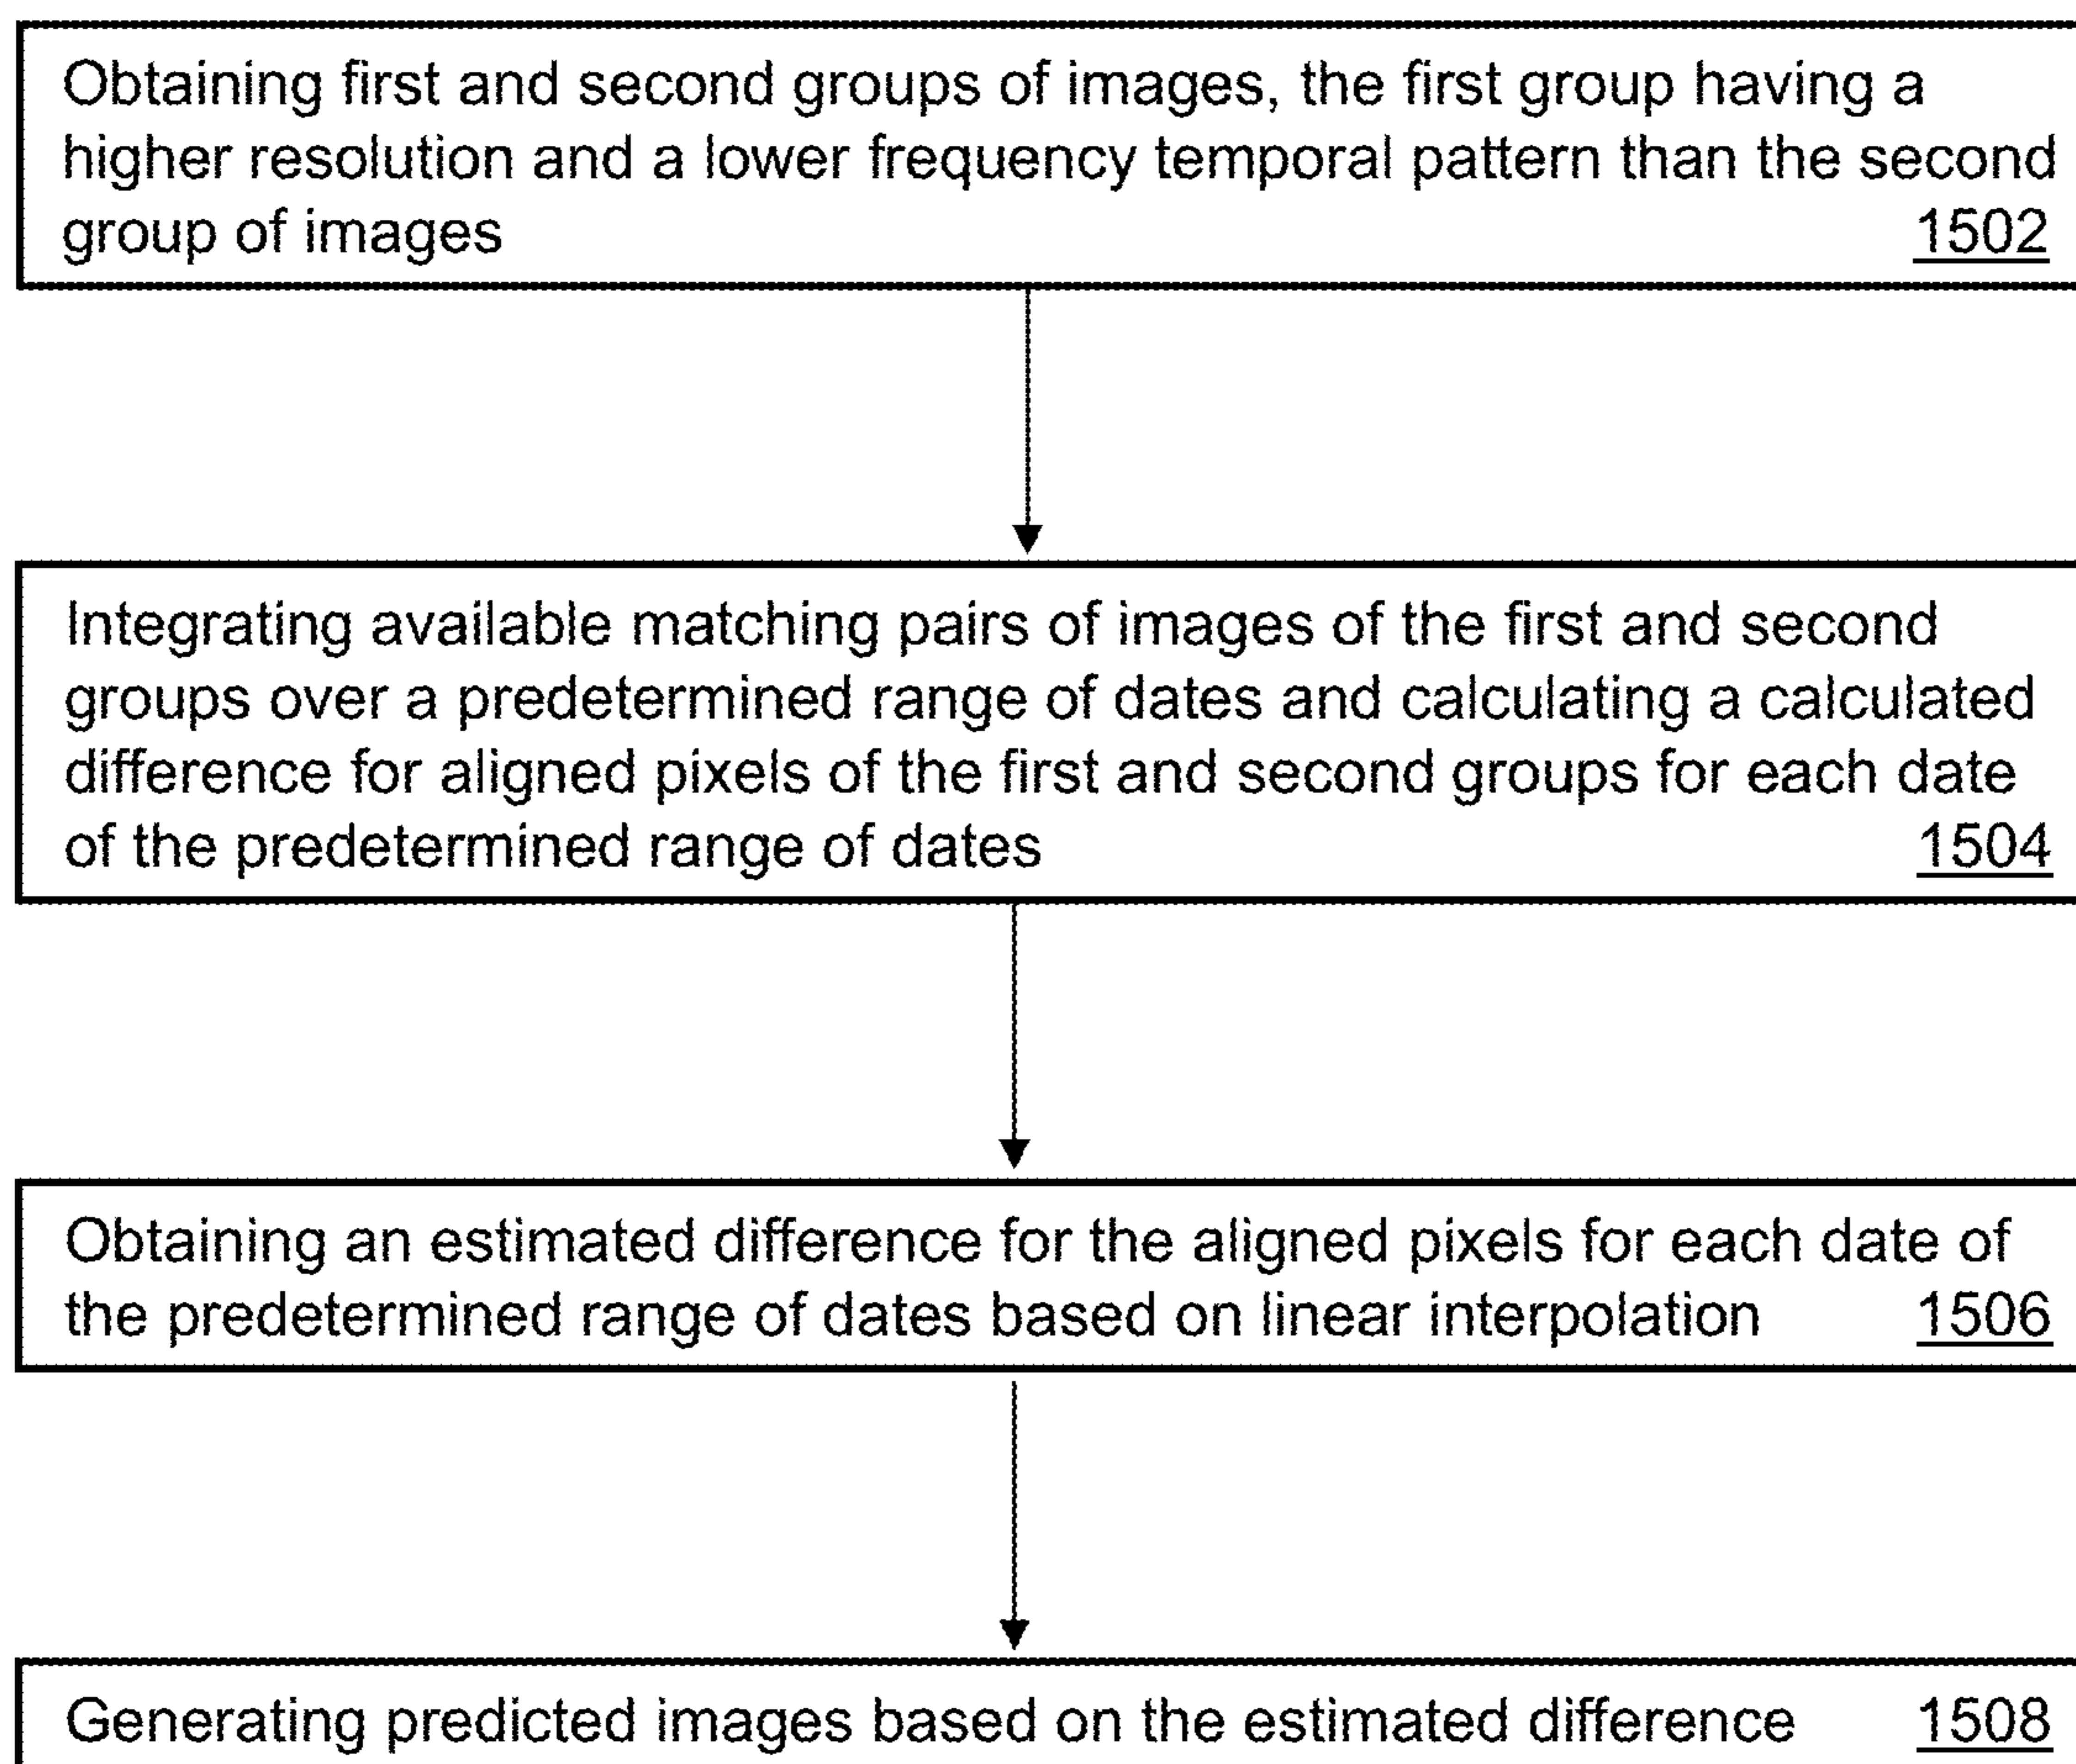 Obtaining first and second groups of images, the first group having a
higher resolution and a lower frequency temporal pattern than the second
group of images 1502
Integrating available matching pairs of images of the first and second
groups over a predetermined range of dates and calculating a calculated
difference for aligned pixels of the first and second groups for each date
of the predetermined range of dates 1504
Obtaining an estimated difference for the aligned pixels for each date of
the predetermined range of dates based on linear interpolation 1506
Generating predicted images based on the estimated difference 1508